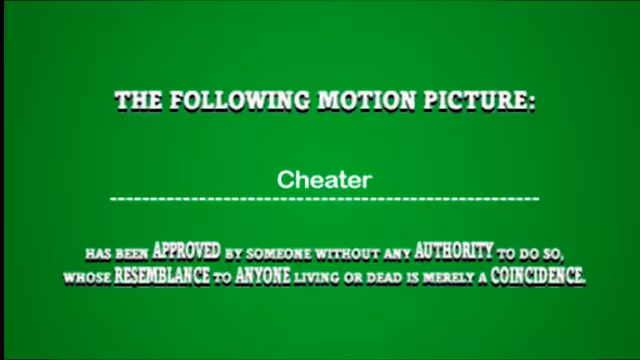 THE FOLLOWING MOTION PICTURE:
Cheater
HAS BEEN APPROVED BY SOMEONE WITHOUT ANY AUTHORITY TO DO SO,
WHOSE RESEMBLANCE TO ANYONE LIVING OR DEAD IS MERELY A COINCIDENCE.